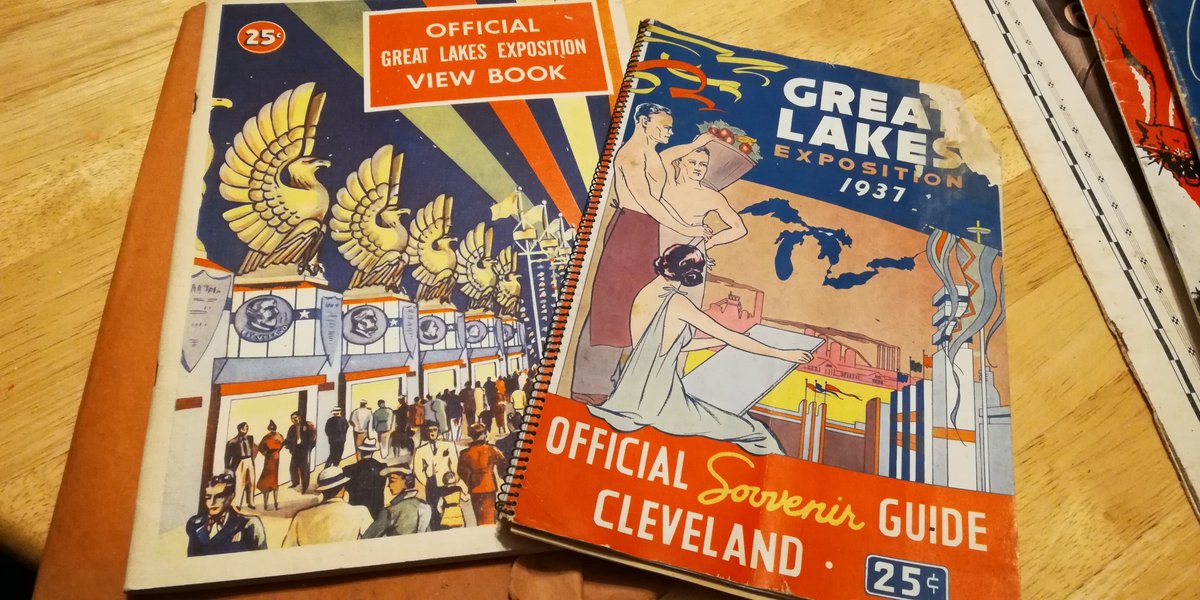 25¢
OFFICIAL
GREAT LAKES EXPOSITION
VIEW BOOK
CLEVELAND
GREAT
LAKES
EXPOSITION
1937
OFFICIAL Souvenir GUIDE
CLEVELAND
25¢